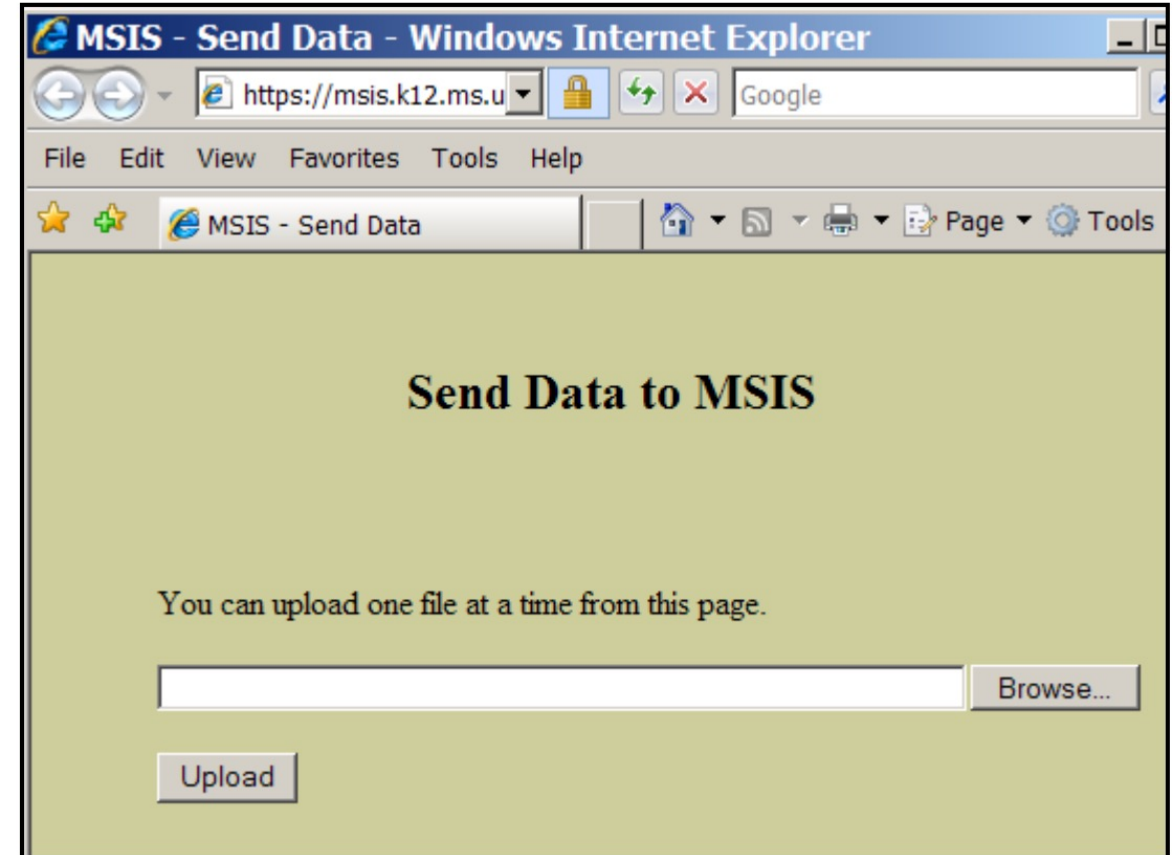 MSIS - Send Data - Windows Internet Explorer
https://msis.k12.ms.u
Google
File Edit View Favorites Tools Help
MSIS - Send Data
Page
Tools
Send Data to MSIS
You can upload one file at a time from this page.
Browse...
Upload